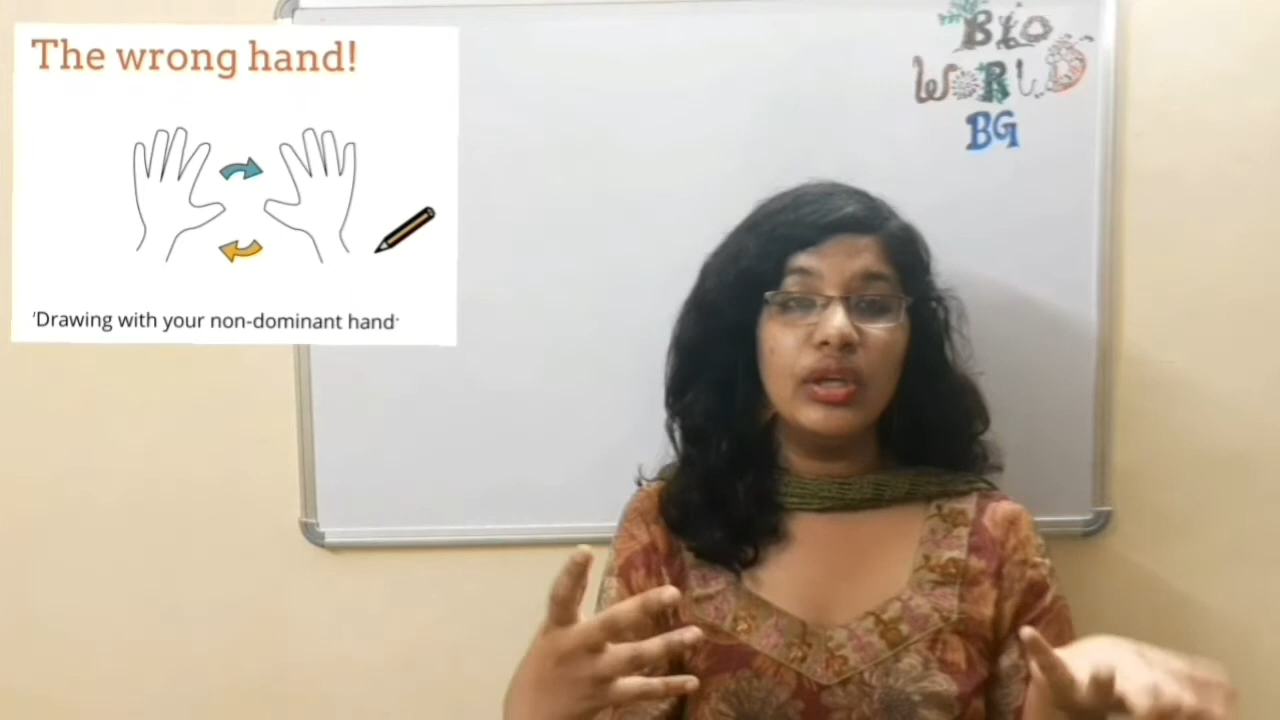 The wrong hand!
'Drawing with your non-dominant hand'
BIO
WORLD
BG